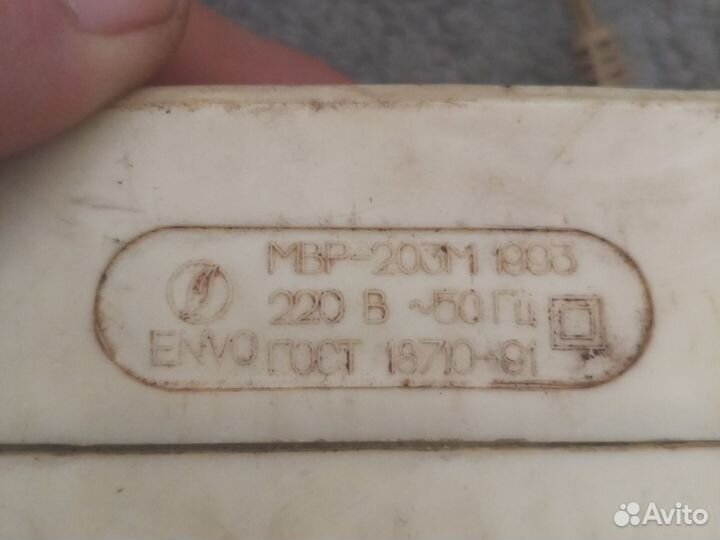 МВР-203М 1993
220 В ~50 Гц
ENVO ГОСТ 18710-91
Avito